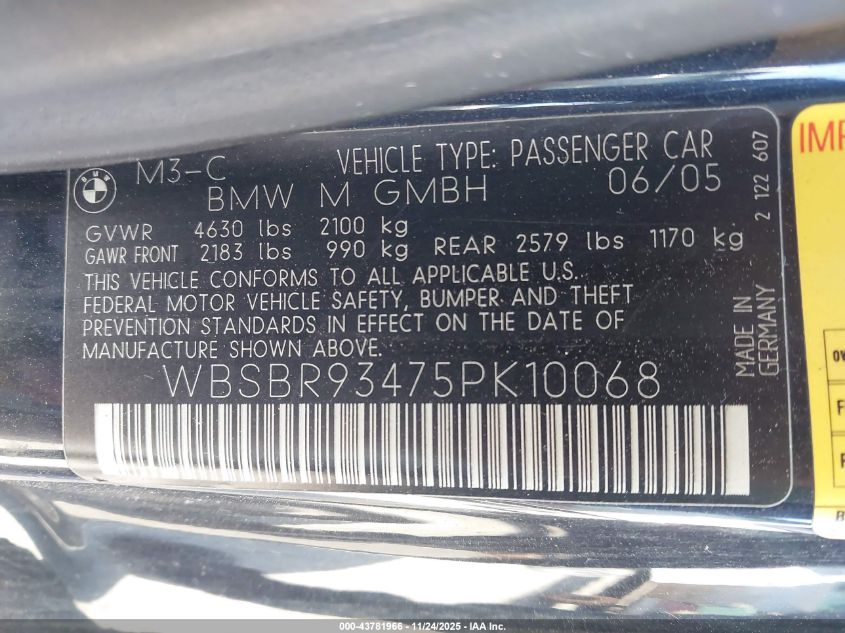 M3-C VEHICLE TYPE: PASSENGER CAR
BMW M GMBH 06/05
GVWR 4630 lbs 2100 kg
GAWR FRONT 2183 lbs 990 kg REAR 2579 lbs 1170 kg
THIS VEHICLE CONFORMS TO ALL APPLICABLE U.S.
FEDERAL MOTOR VEHICLE SAFETY, BUMPER AND THEFT
PREVENTION STANDARDS IN EFFECT ON THE DATE OF
MANUFACTURE SHOWN ABOVE.
WBSBR93475PK10068
2 122 607
MADE IN
GERMANY
BMW
000-43781966 - 11/24/2025 - IAA Inc.